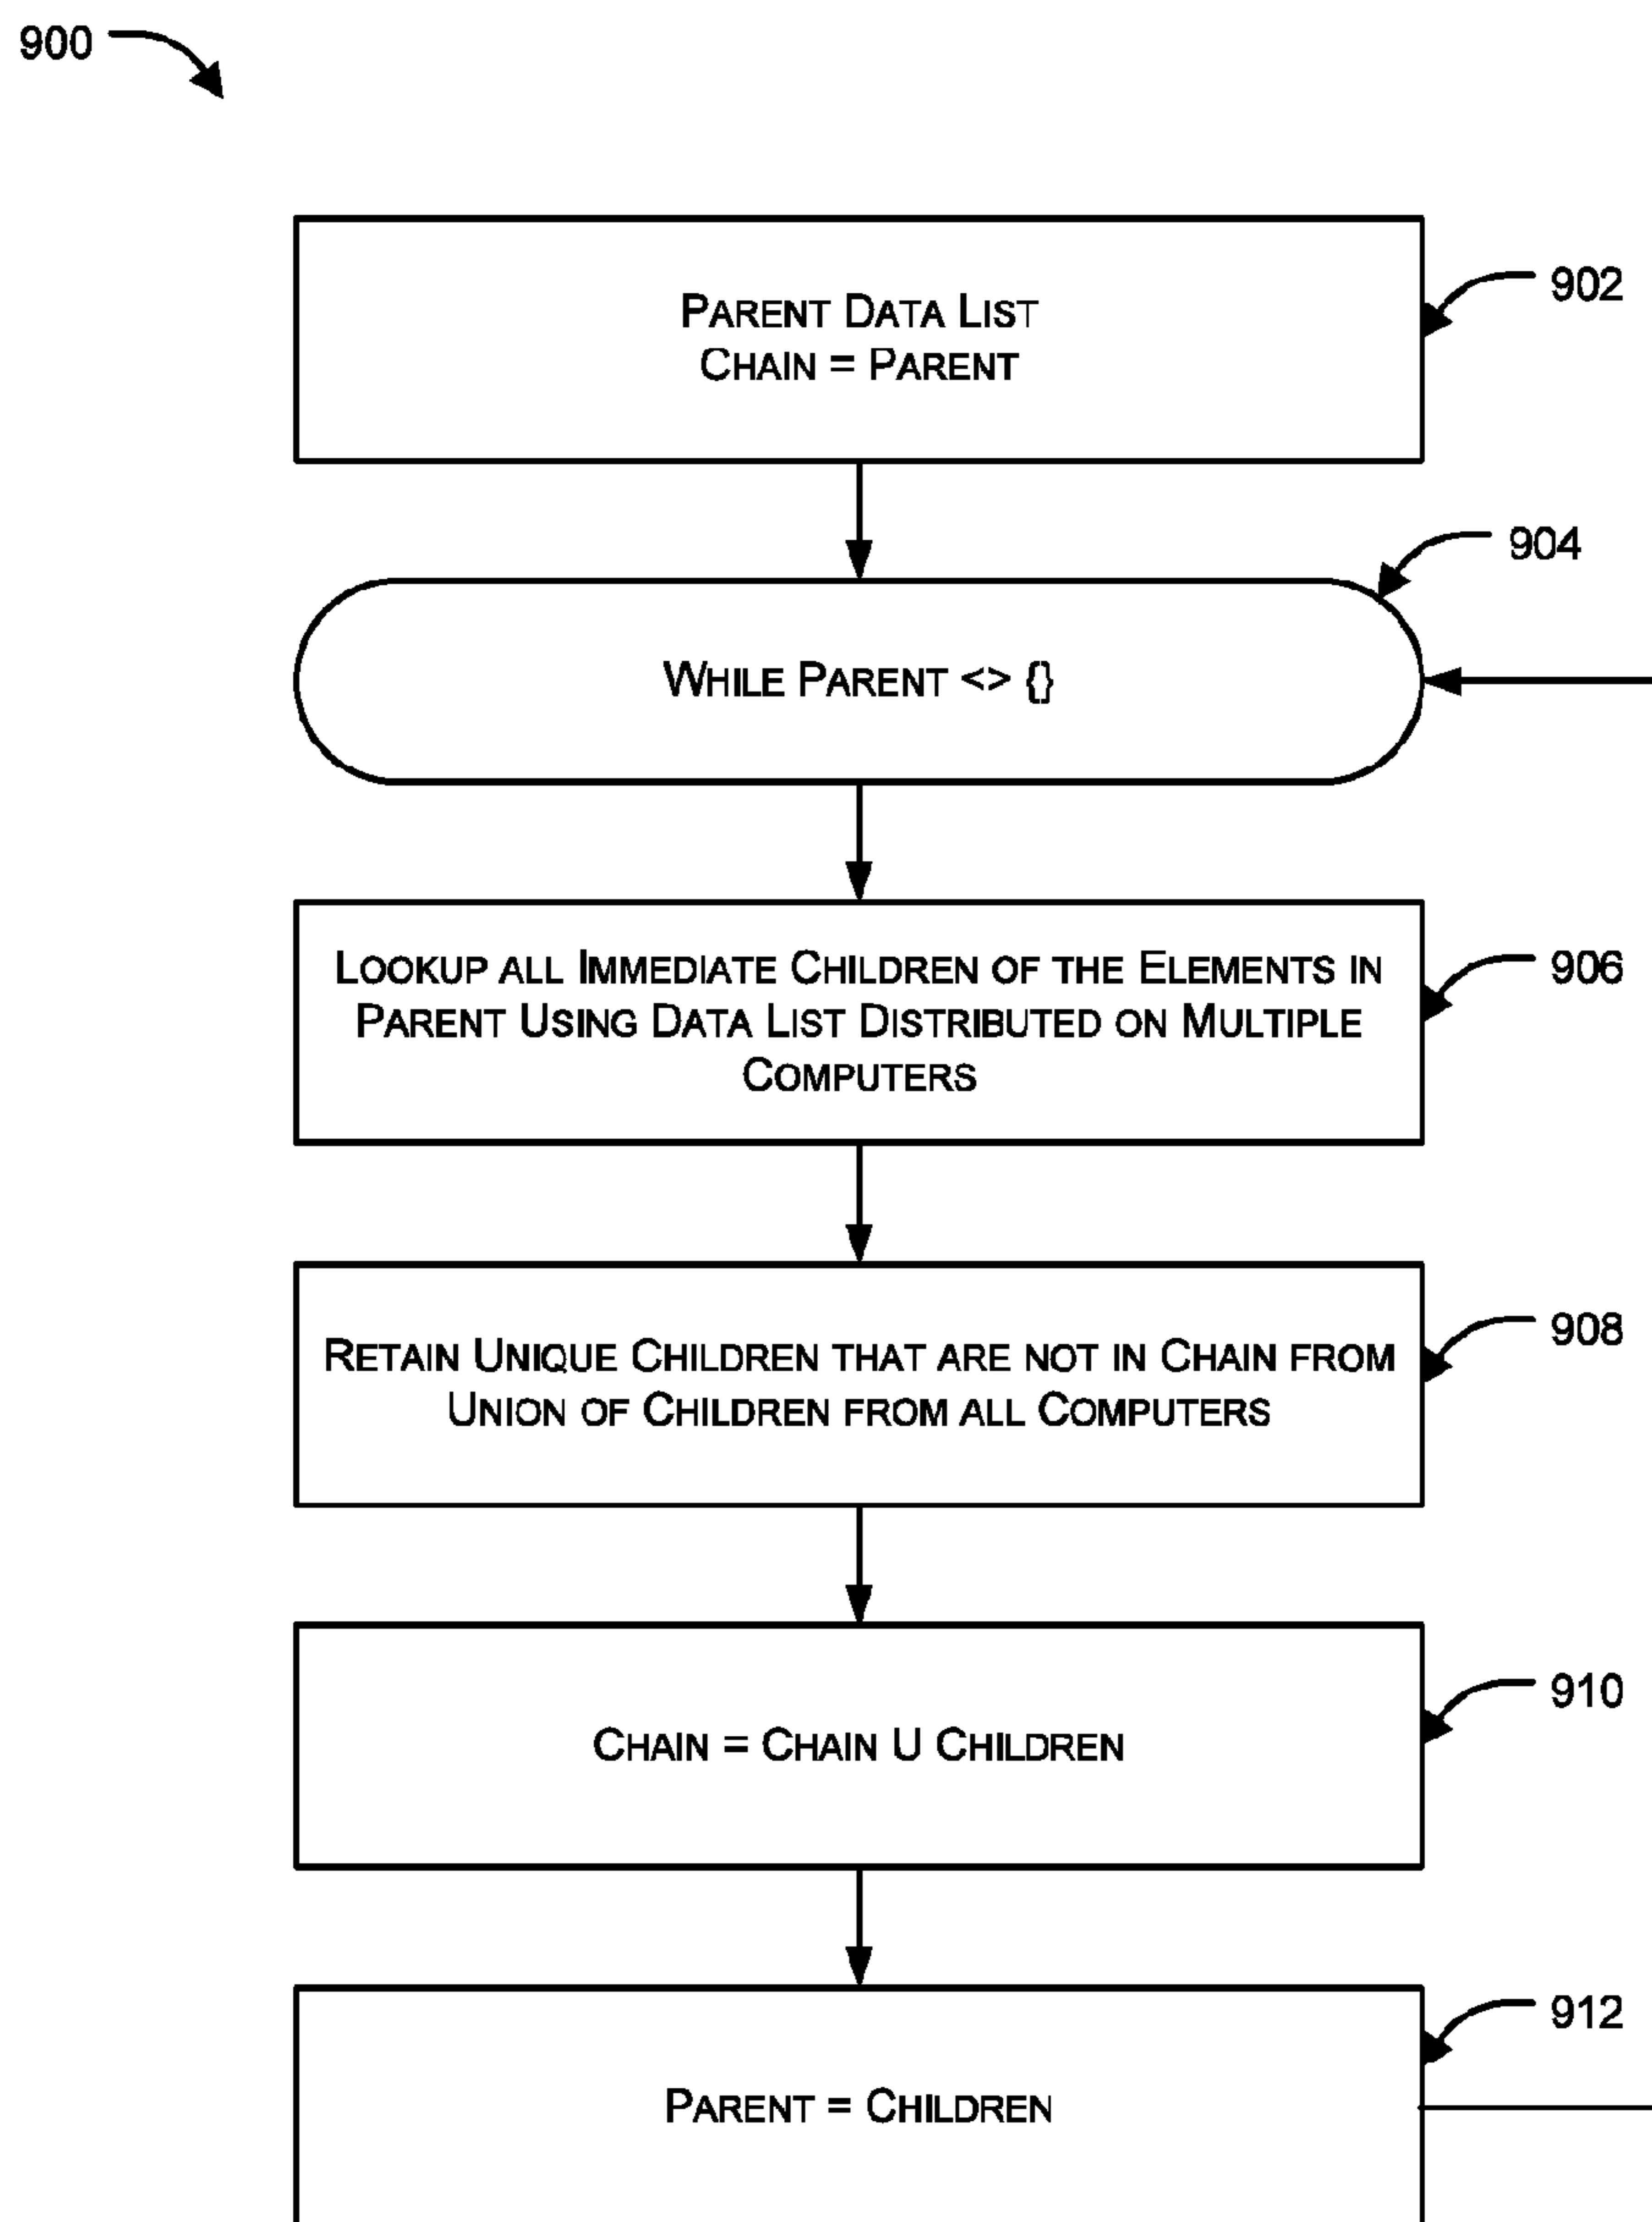 900
PARENT DATA LIST
CHAIN = PARENT
902
904
WHILE PARENT <> {}
LOOKUP ALL IMMEDIATE CHILDREN OF THE ELEMENTS IN
PARENT USING DATA LIST DISTRIBUTED ON MULTIPLE
COMPUTERS
906
RETAIN UNIQUE CHILDREN THAT ARE NOT IN CHAIN FROM
UNION OF CHILDREN FROM ALL COMPUTERS
908
CHAIN = CHAIN U CHILDREN
910
912
PARENT = CHILDREN